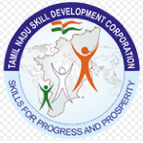 TAMIL NADU SKILL DEVELOPMENT CORPORATION
SKILLS FOR PROGRESS AND PROSPERITY